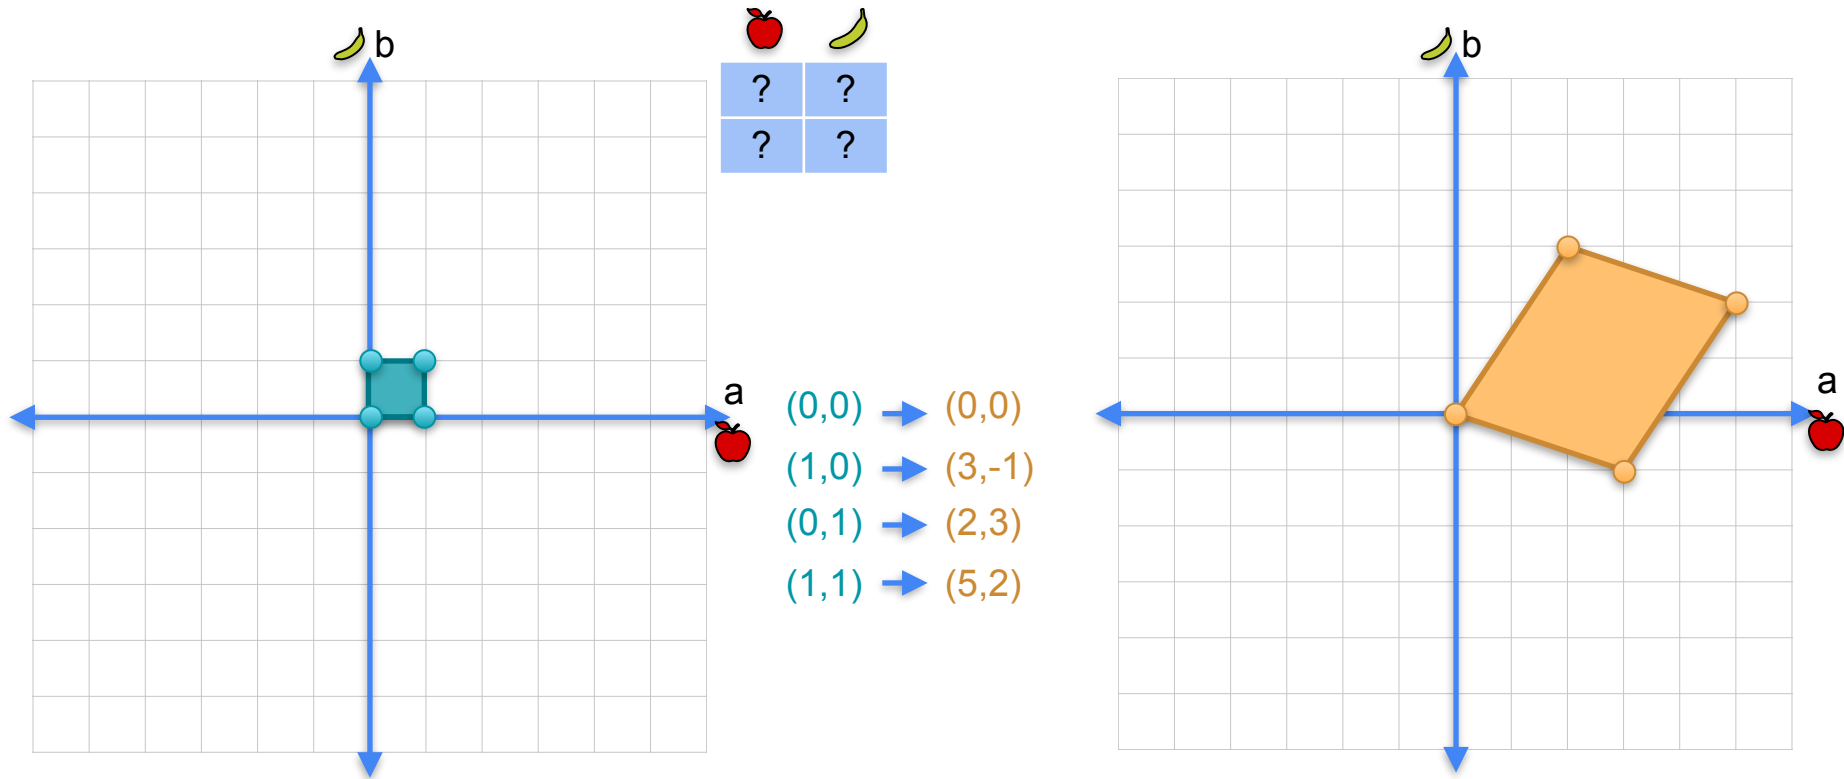 b
b
? ?
? ?
a
a
(0,0) (0,0)
(1,0) (3,-1)
(0,1) (2,3)
(1,1) (5,2)